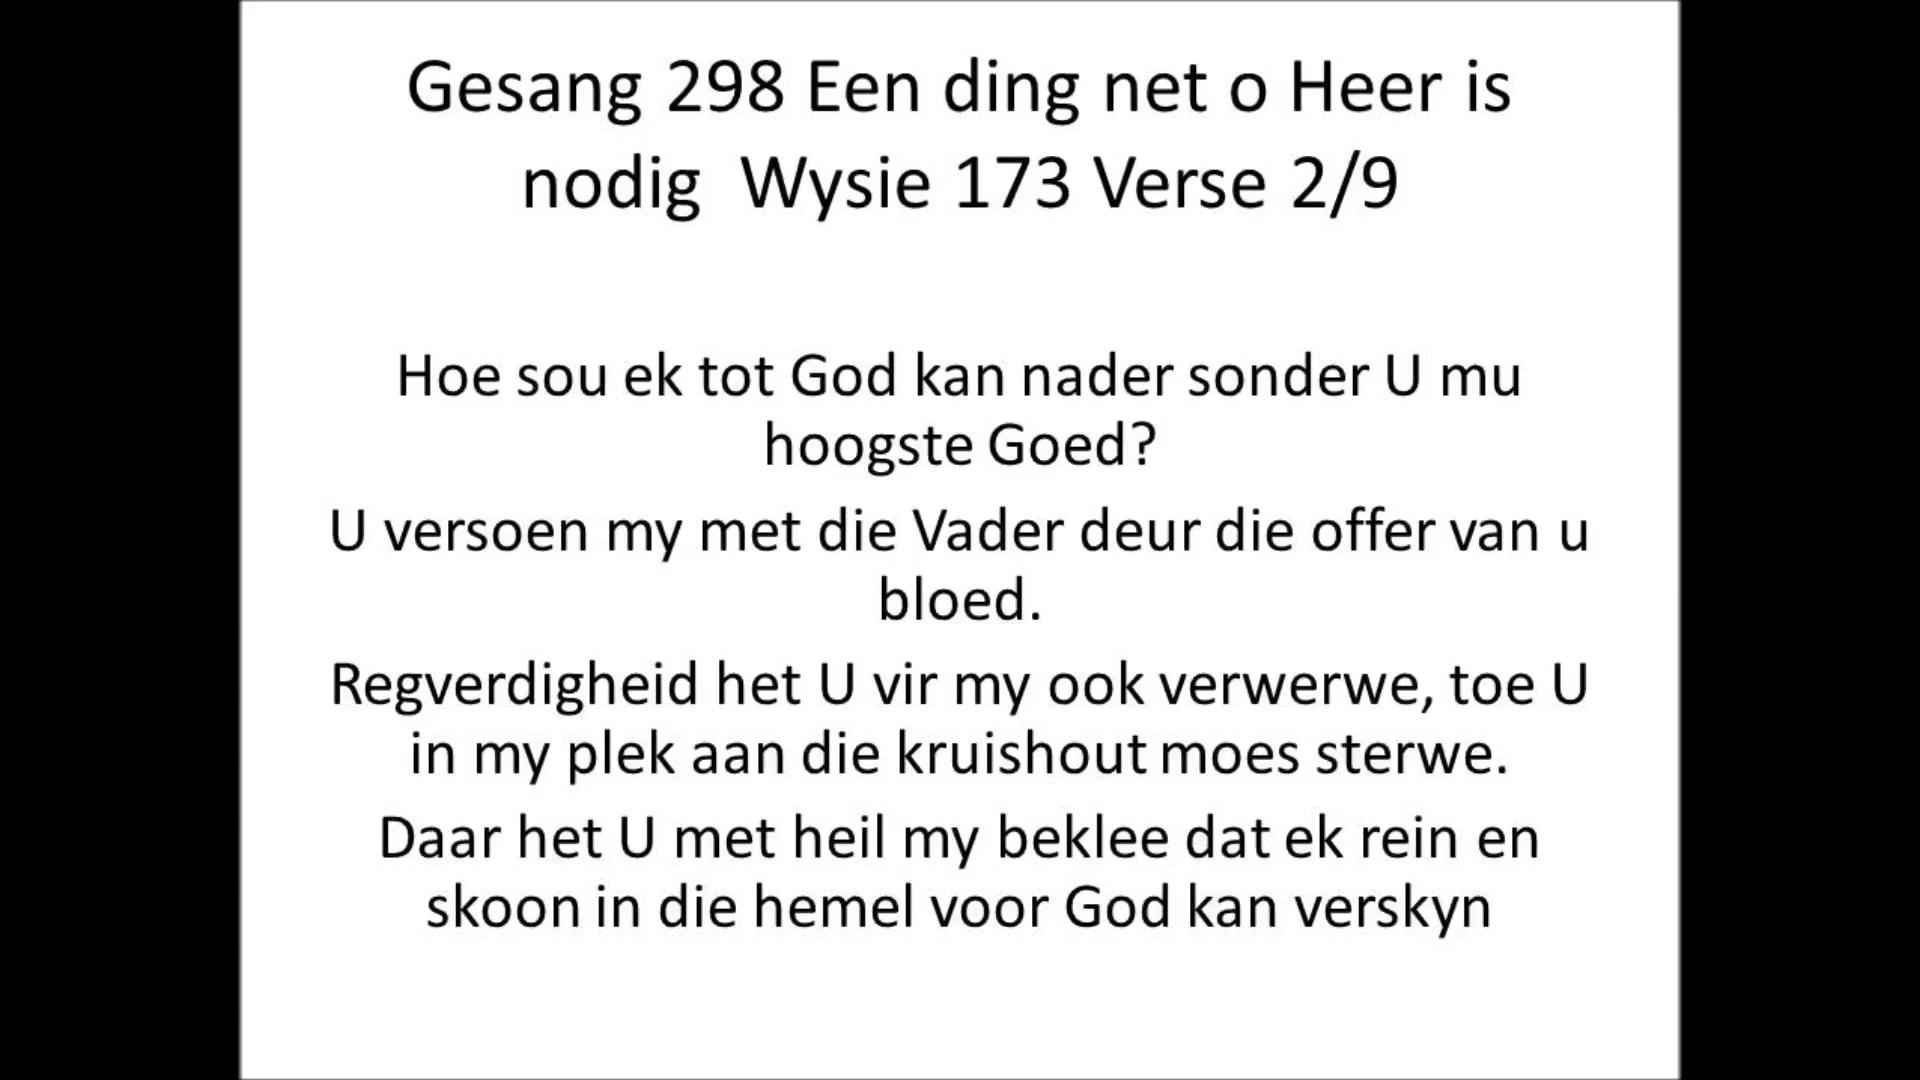 Gesang 298 Een ding net o Heer is
nodig Wysie 173 Verse 2/9
Hoe sou ek tot God kan nader sonder U mu
hoogste Goed?
U versoen my met die Vader deur die offer van u
bloed.
Regverdigheid het U vir my ook verwerwe, toe U
in my plek aan die kruishout moes sterwe.
Daar het U met heil my beklee dat ek rein en
skoon in die hemel voor God kan verskyn